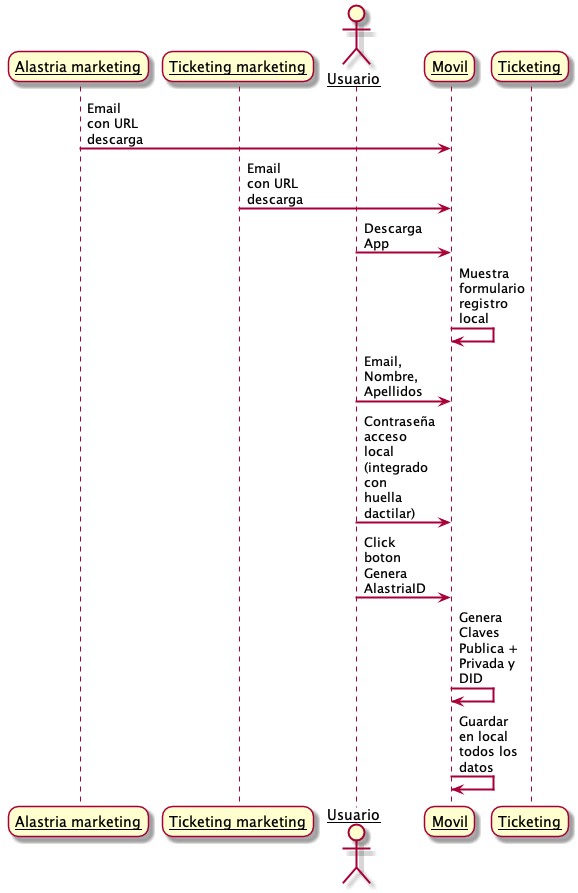 Alastria marketing
Ticketing marketing
Usuario
Movil
Ticketing
Email
con URL
descarga
Email
con URL
descarga
Descarga
App
Muestra
formulario
registro
local
Email,
Nombre,
Apellidos
Contraseña
acceso
local
(integrado
con
huella
dactilar)
Click
boton
Genera
AlastriaID
Genera
Claves
Publica +
Privada y
DID
Guardar
en local
todos los
datos
Alastria marketing
Ticketing marketing
Usuario
Movil
Ticketing